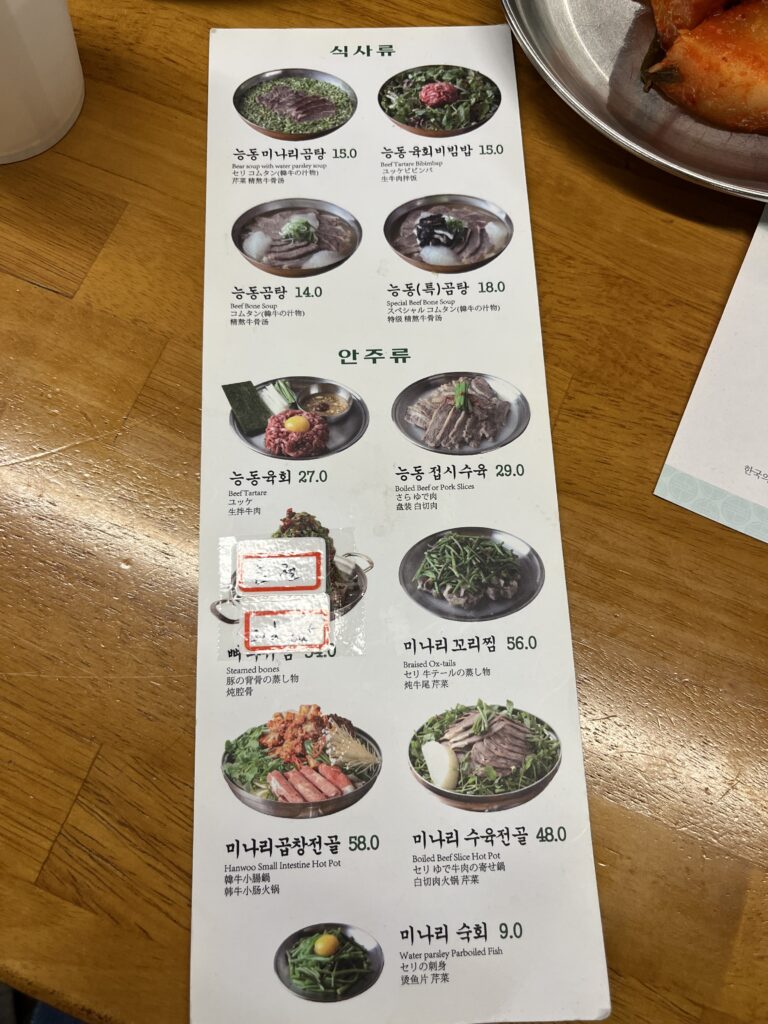 식사류
능동미나리곰탕 15.0
Bear soup with water parsley soup
セリ コムタン(韓牛の汁物)
芹菜 精熬牛骨汤
능동육회비빔밥 15.0
Beef Tartare Bibimbap
ユッケビビンバ
生牛肉拌饭
능동곰탕 14.0
Beef Bone Soup
コムタン(韓牛の汁物)
精熬牛骨汤
능동(특)곰탕 18.0
Special Beef Bone Soup
スペシャル コムタン(韓牛の汁物)
特级 精熬牛骨汤
안주류
능동육회 27.0
Beef Tartare
ユッケ
生拌牛肉
능동 접시수육 29.0
Boiled Beef or Pork Slices
さら ゆで肉
盘装 白切肉
Steamed bones
豚の背骨の蒸し物
炖腔骨
미나리 꼬리찜 56.0
Braised Ox-tails
セリ 牛テールの蒸し物
炖牛尾 芹菜
미나리곱창전골 58.0
Hanwoo Small Intestine Hot Pot
韓牛小腸鍋
韩牛小肠火锅
미나리 수육전골 48.0
Boiled Beef Slice Hot Pot
セリ ゆで牛肉の寄せ鍋
白切肉火锅 芹菜
미나리 숙회 9.0
Water parsley Parboiled Fish
セリの刺身
烫鱼片 芹菜
한국의